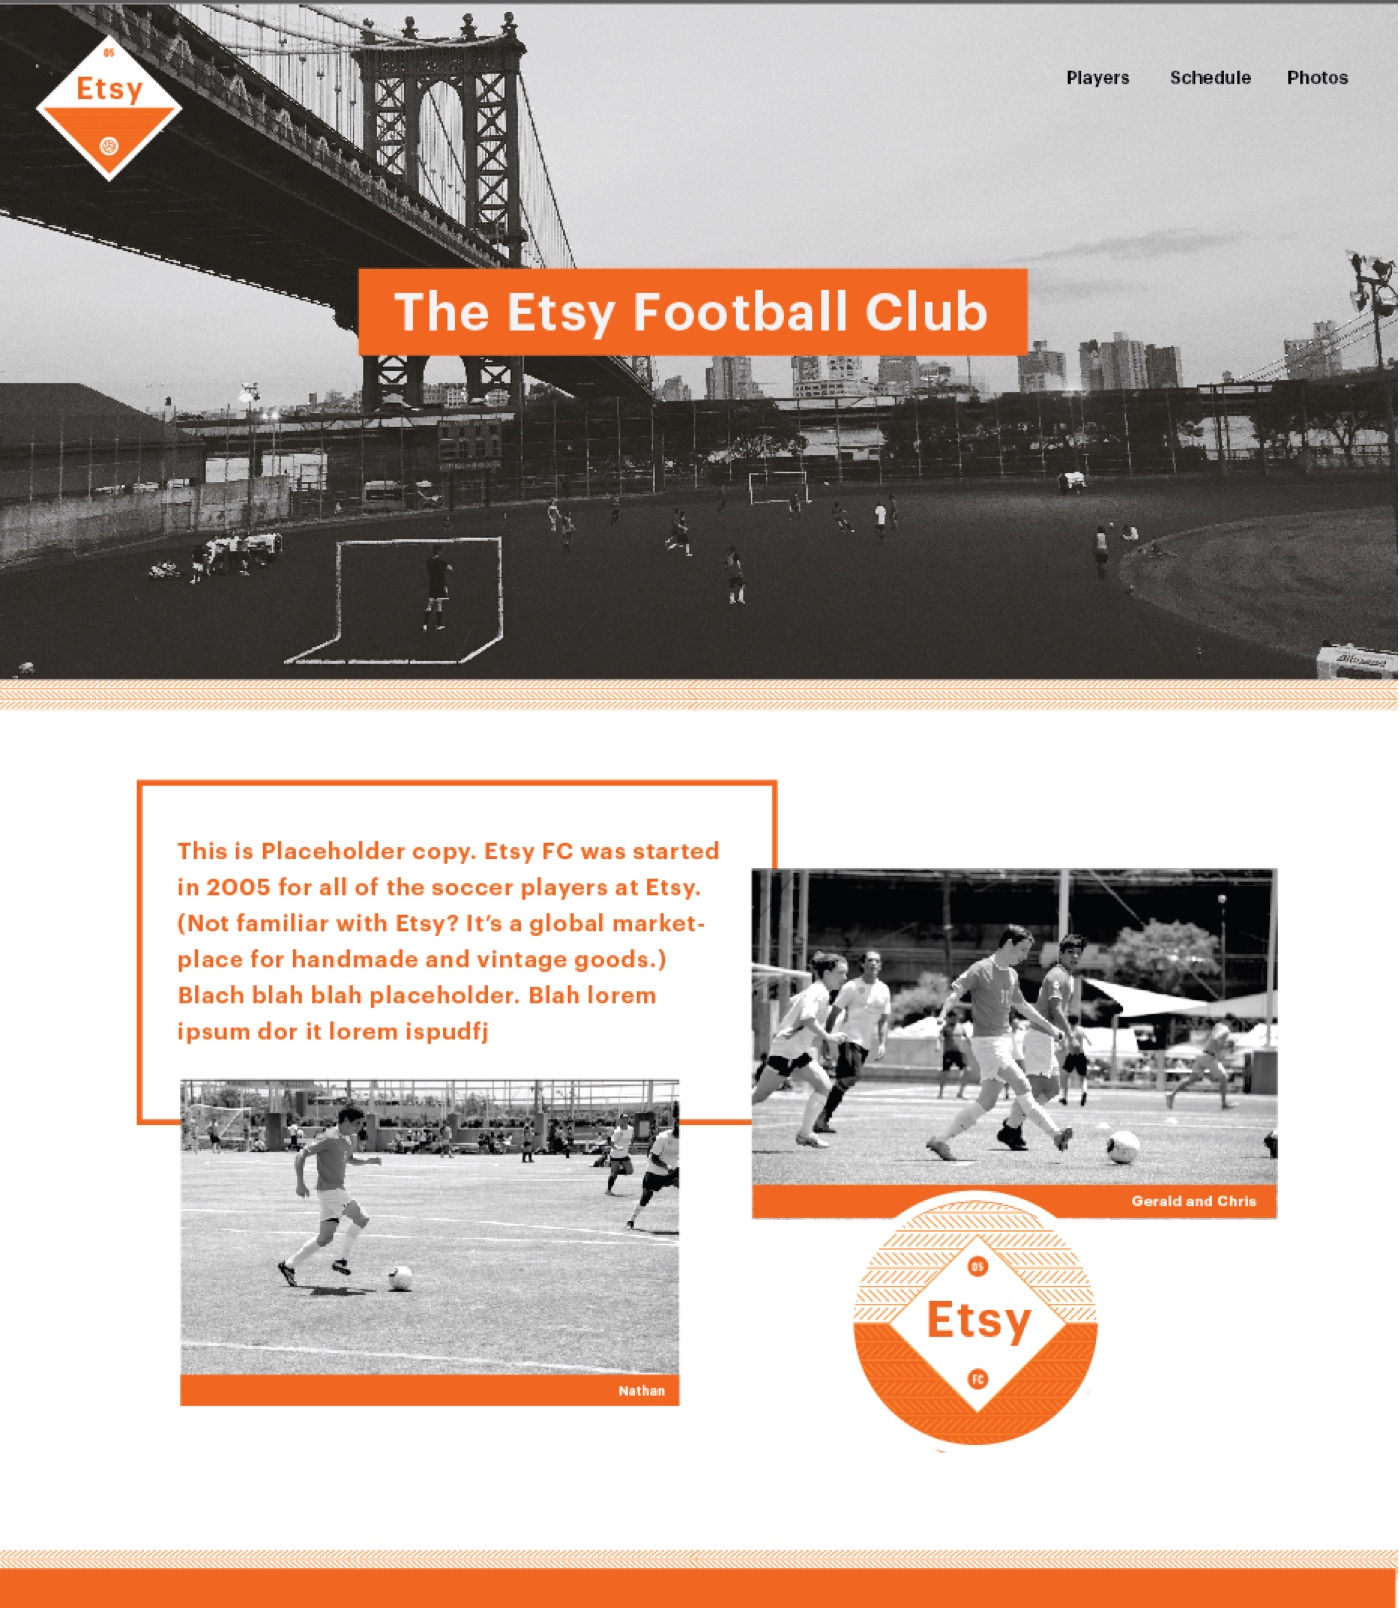 05
Etsy
Players Schedule Photos
The Etsy Football Club
This is Placeholder copy. Etsy FC was started
in 2005 for all of the soccer players at Etsy.
(Not familiar with Etsy? It's a global market-
place for handmade and vintage goods.)
Blach blah blah placeholder. Blah lorem
ipsum dor it lorem ispudfj
Gerald and Chris
05
Etsy
FC
Nathan